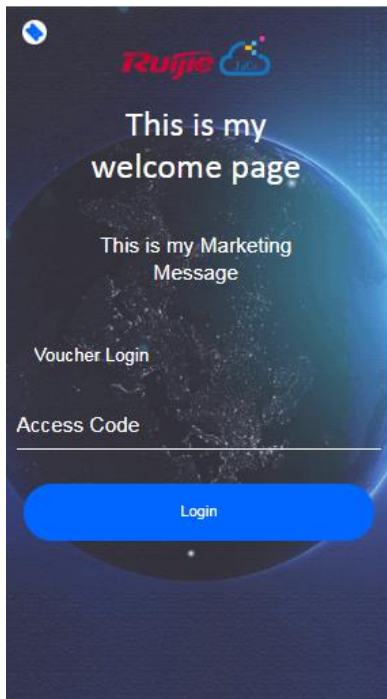 Ruijie
This is my
welcome page
This is my Marketing
Message
Voucher Login
Access Code
Login